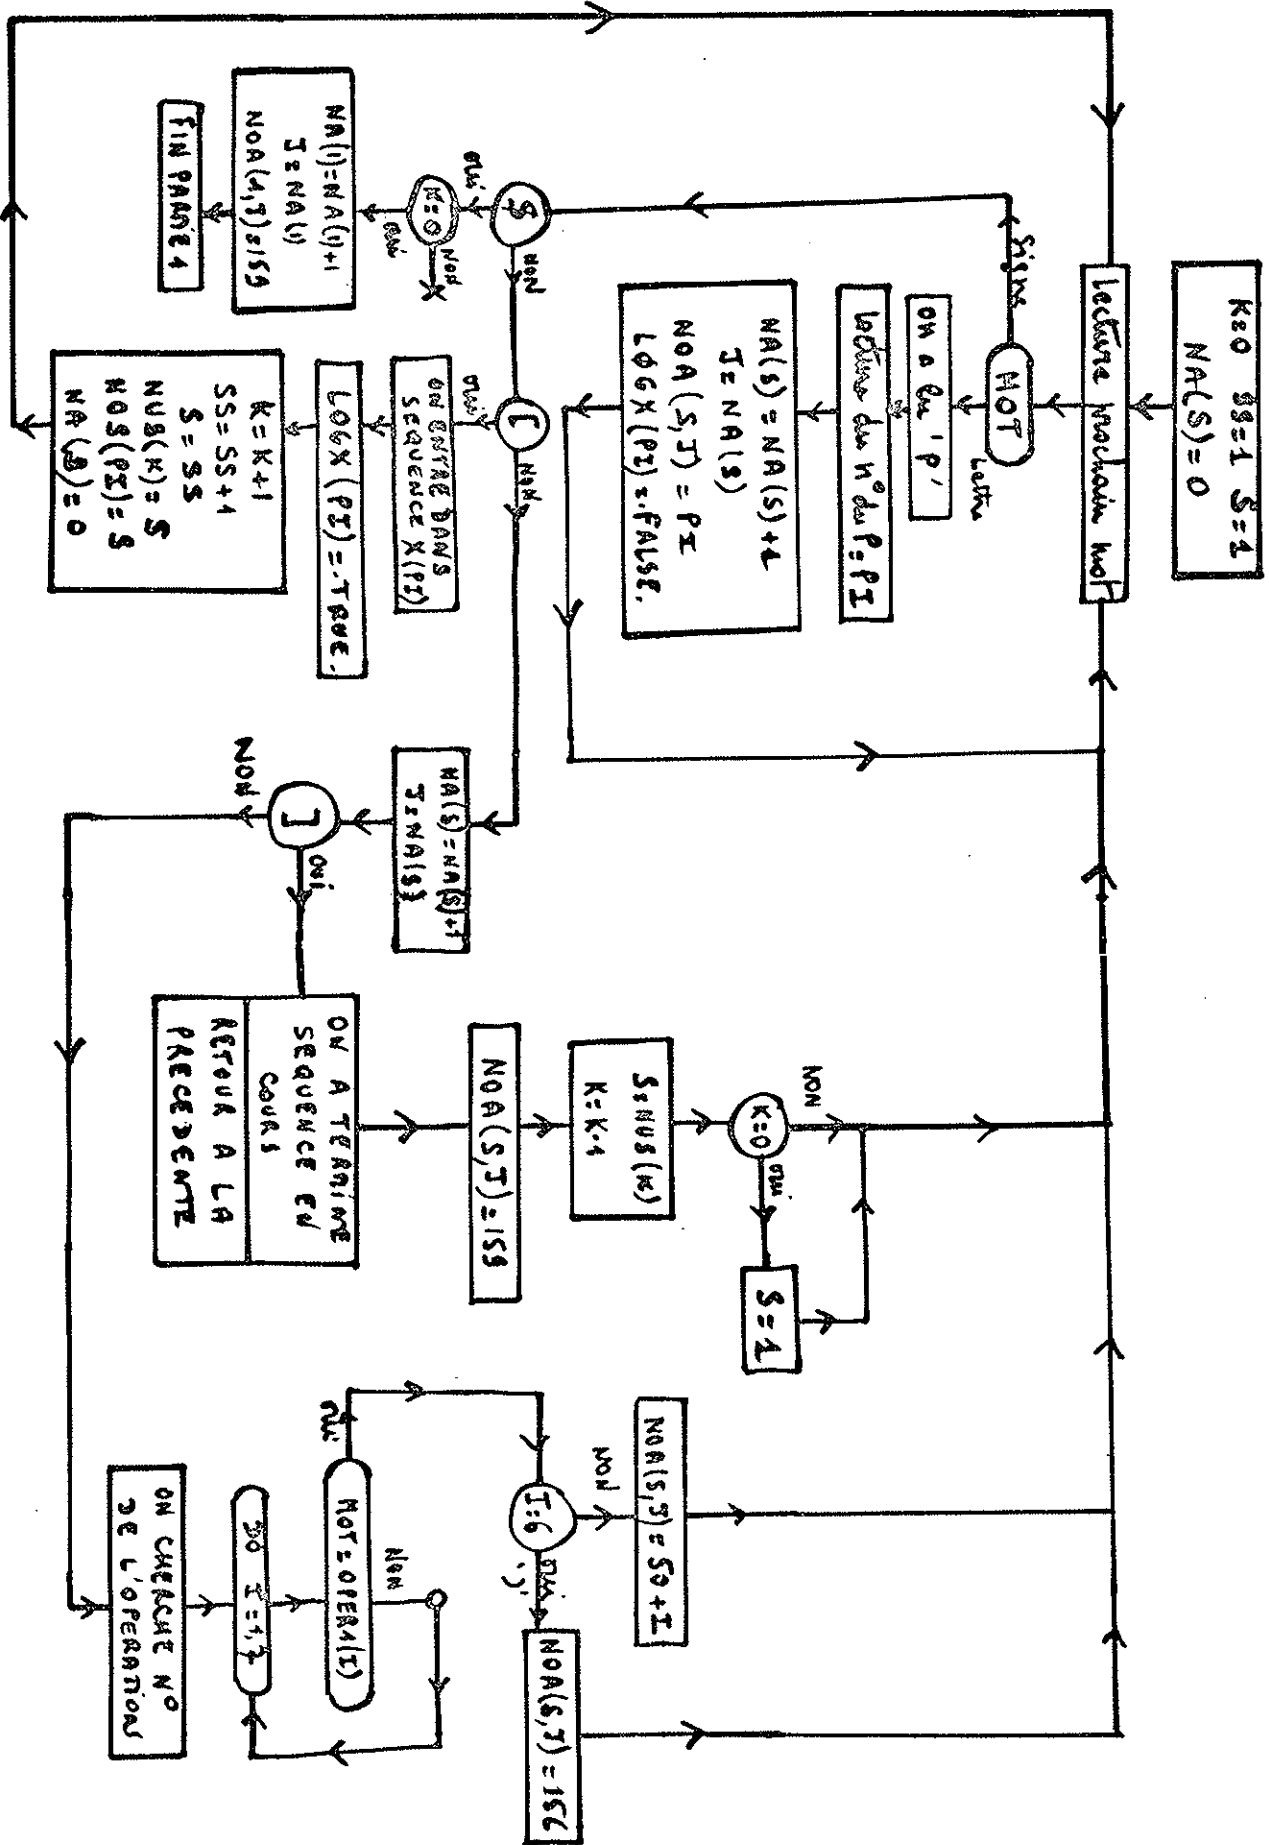 K=0 SS=1 S=1
NA(S)=0
lecture prochain mot
MOT
Signe
Lettre
on a lu 'P'
lecture du n° du P=PI
NA(S)=NA(S)+1
J=NA(S)
NOA(S,J)=PI
LOGX(PI)=.FALSE.
$
oui
NON
K=0
NON
oui
NA(1)=NA(1)+1
J=NA(1)
NOA(1,J)=159
FIN PARTIE 1
[
oui
NON
ON ENTRE DANS
SEQUENCE X(PI)
LOGX(PI)=.TRUE.
K=K+1
SS=SS+1
NUS(K)=S
S=SS
NOS(PI)=S
NA(S)=0
NA(S)=NA(S)+1
J=NA(S)
]
oui
NON
ON A TERMINE
SEQUENCE EN
COURS
RETOUR A LA
PRECEDENTE
NOA(S,J)=159
S=NUS(K)
K=K-1
K=0
NON
oui
S=1
ON CHERCHE N°
DE L'OPERATION
DO I=1,7
MOT=OPER1(I)
NON
oui
I=6
NON
oui
')'
NOA(S,J)=50+I
NOA(S,J)=156